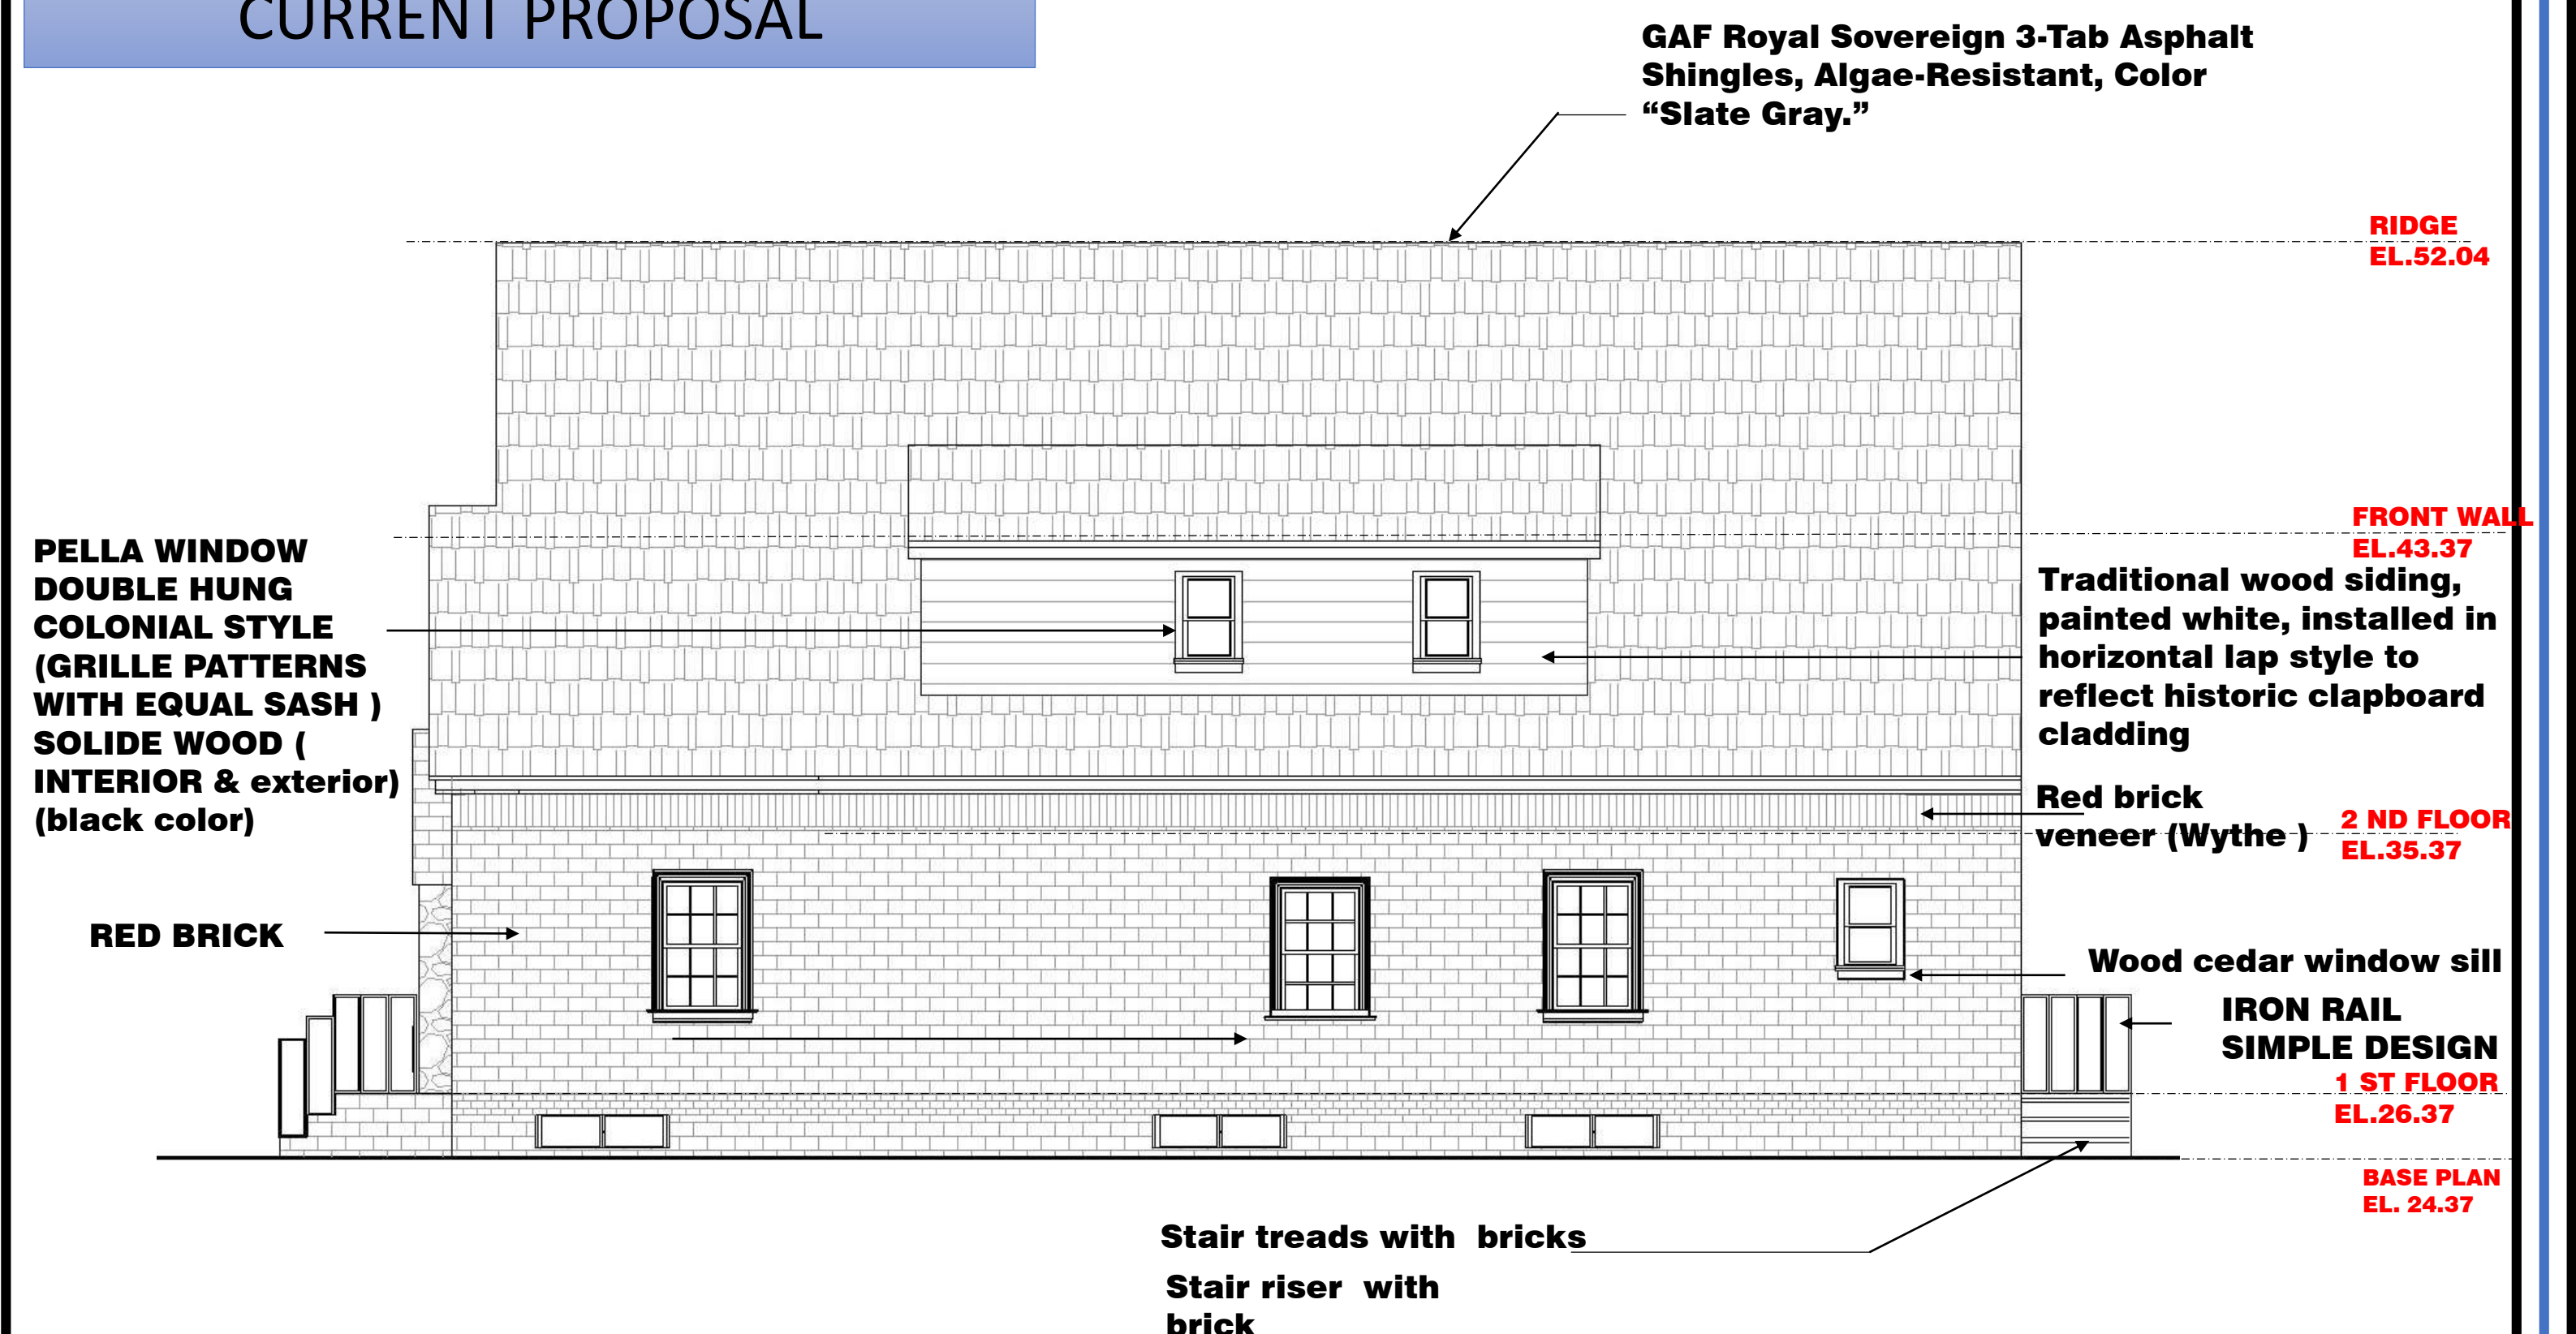 CURRENT PROPOSAL
GAF Royal Sovereign 3-Tab Asphalt
Shingles, Algae-Resistant, Color
“Slate Gray.”
RIDGE
EL.52.04
FRONT WALL
EL.43.37
PELLA WINDOW
DOUBLE HUNG
COLONIAL STYLE
(GRILLE PATTERNS
WITH EQUAL SASH )
SOLIDE WOOD (
INTERIOR & exterior)
(black color)
Traditional wood siding,
painted white, installed in
horizontal lap style to
reflect historic clapboard
cladding
Red brick
veneer (Wythe )
2 ND FLOOR
EL.35.37
RED BRICK
Wood cedar window sill
IRON RAIL
SIMPLE DESIGN
1 ST FLOOR
EL.26.37
BASE PLAN
EL. 24.37
Stair treads with  bricks
Stair riser  with
brick